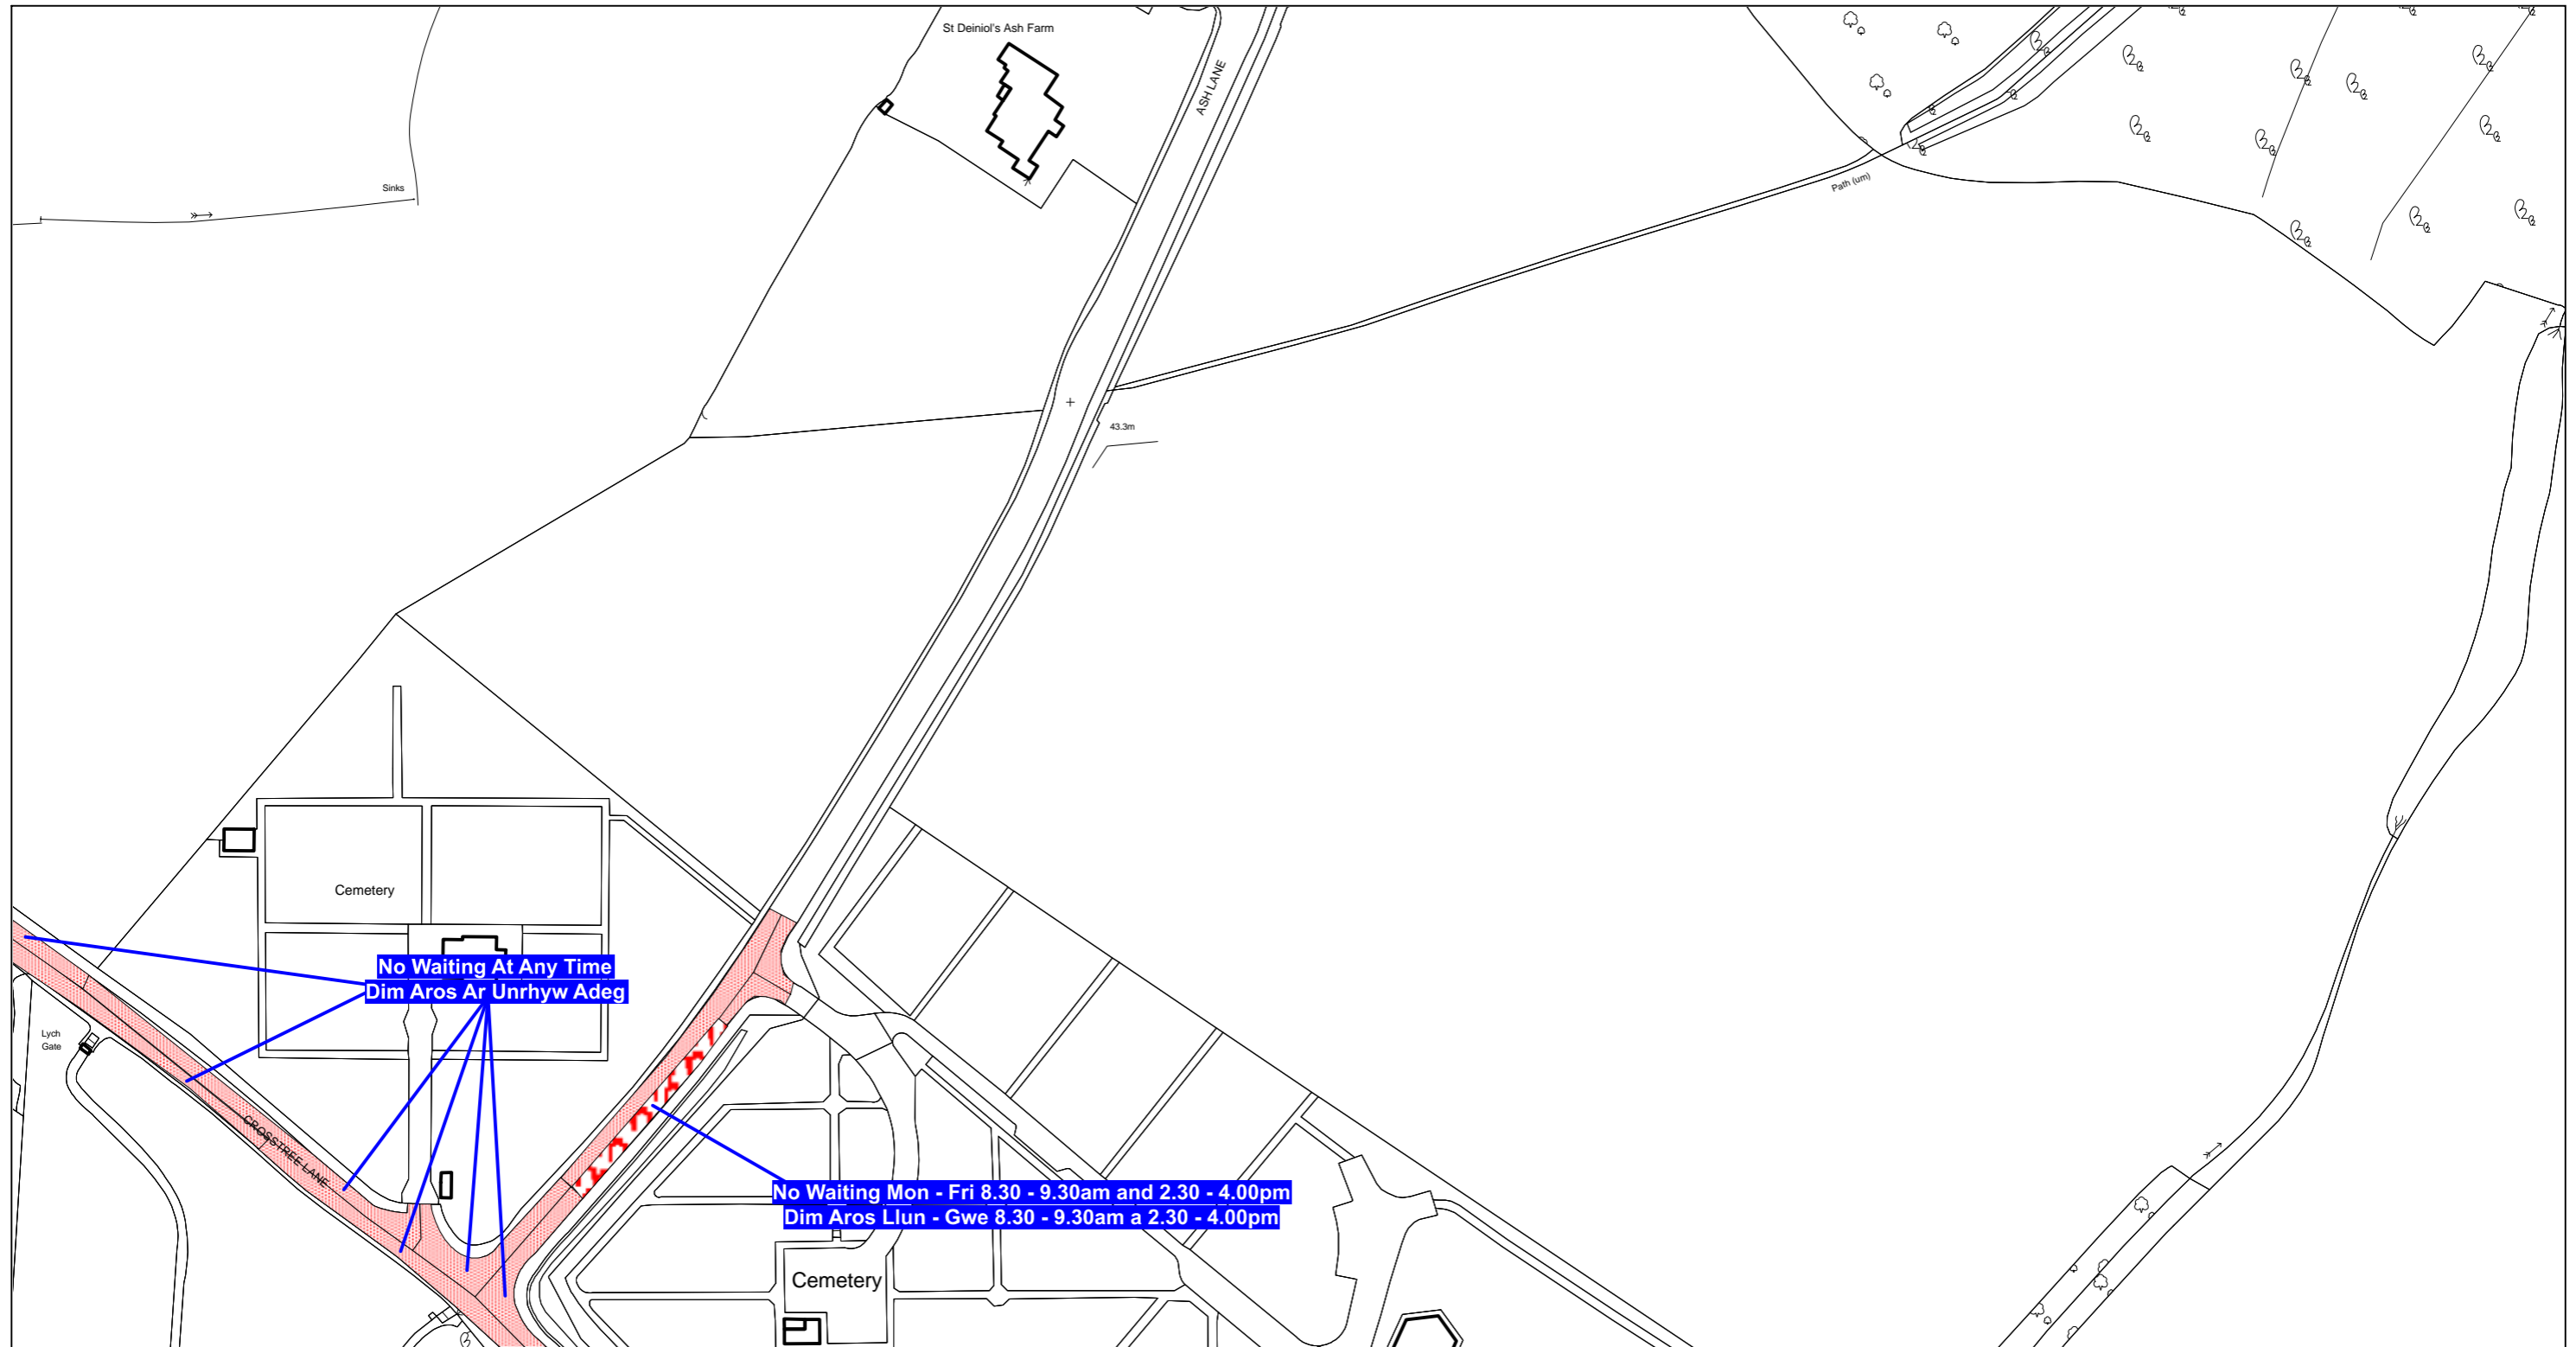 St Deiniol's Ash Farm
ASH LANE
Sinks
Path (um)
43.3m
Cemetery
No Waiting At Any Time
Dim Aros Ar Unrhyw Adeg
Lych
Gate
CROSSTREE LANE
No Waiting Mon - Fri 8.30 - 9.30am and 2.30 - 4.00pm
Dim Aros Llun - Gwe 8.30 - 9.30am a 2.30 - 4.00pm
Cemetery